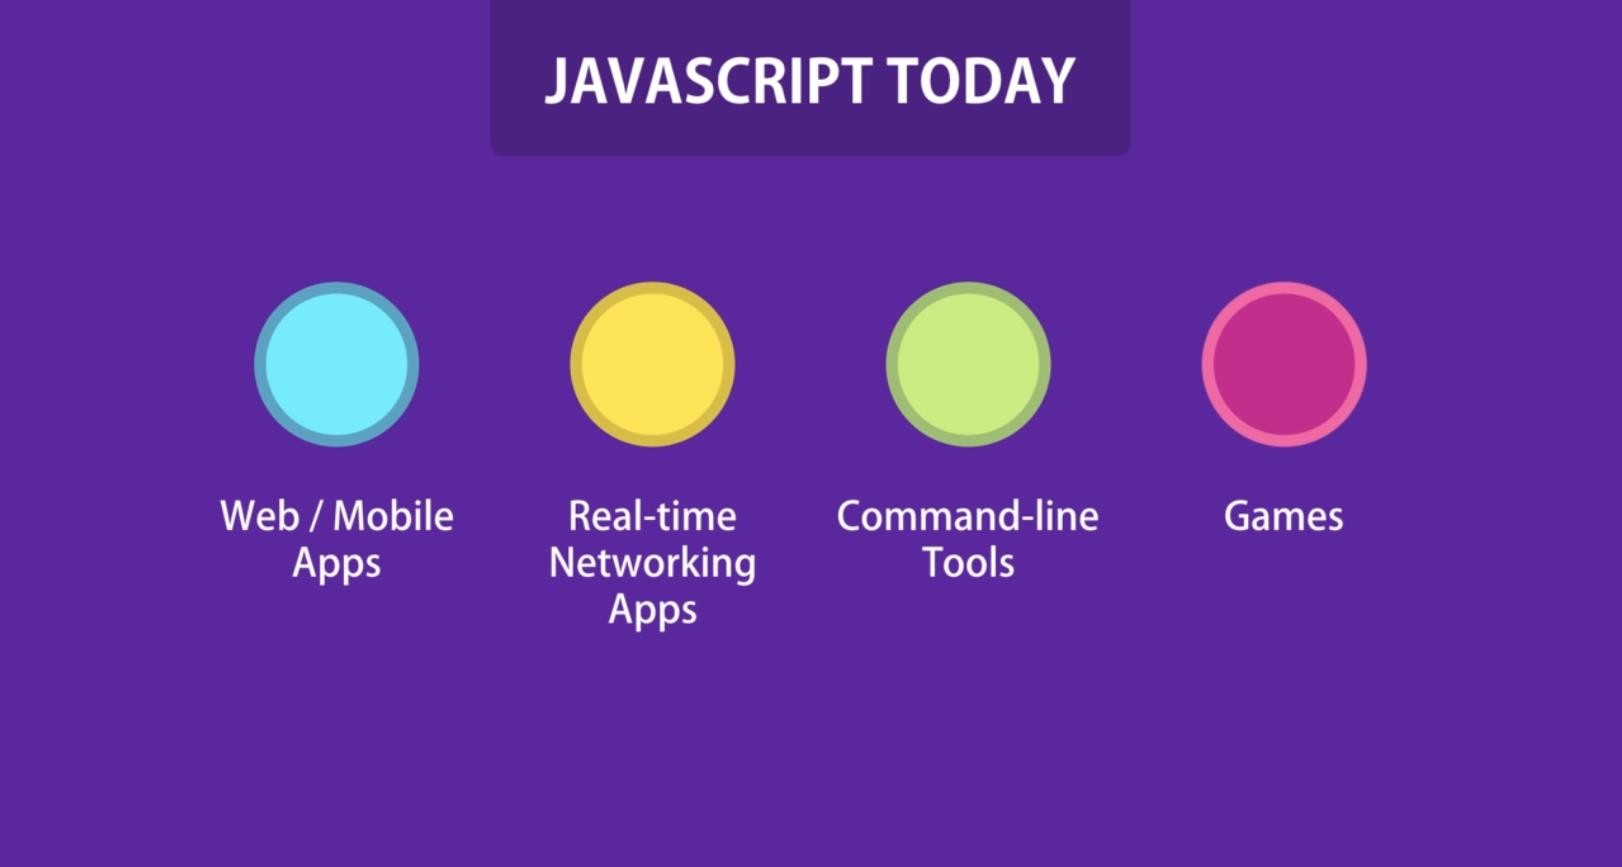 JAVASCRIPT TODAY
Web / Mobile
Apps
Real-time
Networking
Apps
Command-line
Tools
Games